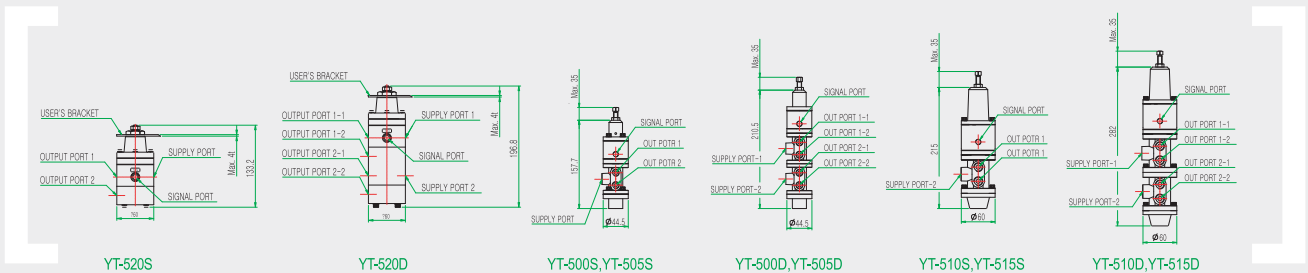 USER'S BRACKET
OUTPUT PORT 1
OUTPUT PORT 2
SUPPLY PORT
SIGNAL PORT
Max. 4t
133.2
?60
YT-520S
USER'S BRACKET
OUTPUT PORT 1-1
OUTPUT PORT 1-2
OUTPUT PORT 2-1
OUTPUT PORT 2-2
SUPPLY PORT 1
SIGNAL PORT
SUPPLY PORT 2
Max. 4t
196.8
YT-520D
Max. 35
157.7
SIGNAL PORT
OUT POTR 1
OUT POTR 2
SUPPLY PORT
Ø44.5
YT-500S,YT-505S
Max. 35
210.5
SIGNAL PORT
OUT PORT 1-1
OUT PORT 1-2
OUT PORT 2-1
OUT PORT 2-2
SUPPLY PORT-1
SUPPLY PORT-2
Ø44.5
YT-500D,YT-505D
Max. 35
215
SIGNAL PORT
OUT POTR 1
OUT POTR 1
SUPPLY PORT-2
Ø60
YT-510S,YT-515S
Max. 35
282
SIGNAL PORT
OUT PORT 1-1
OUT PORT 1-2
OUT PORT 2-1
OUT PORT 2-2
SUPPLY PORT-1
SUPPLY PORT-2
Ø60
YT-510D,YT-515D